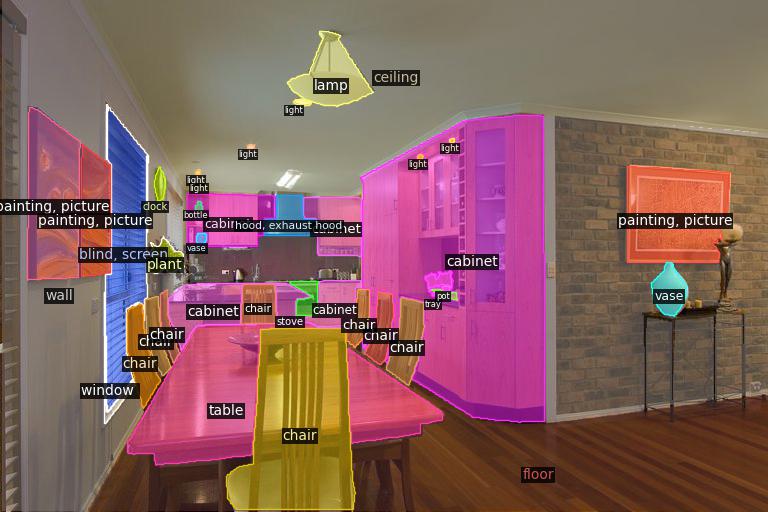 lamp
ceiling
light
light
light
light
light
light
clock
painting, picture
painting, picture
bottle
cabinet
hood, exhaust hood
cabinet
painting, picture
vase
blind, screen
plant
cabinet
wall
pot
tray
vase
cabinet
chair
cabinet
stove
chair
chair
chair
chair
chair
chair
window
table
chair
floor